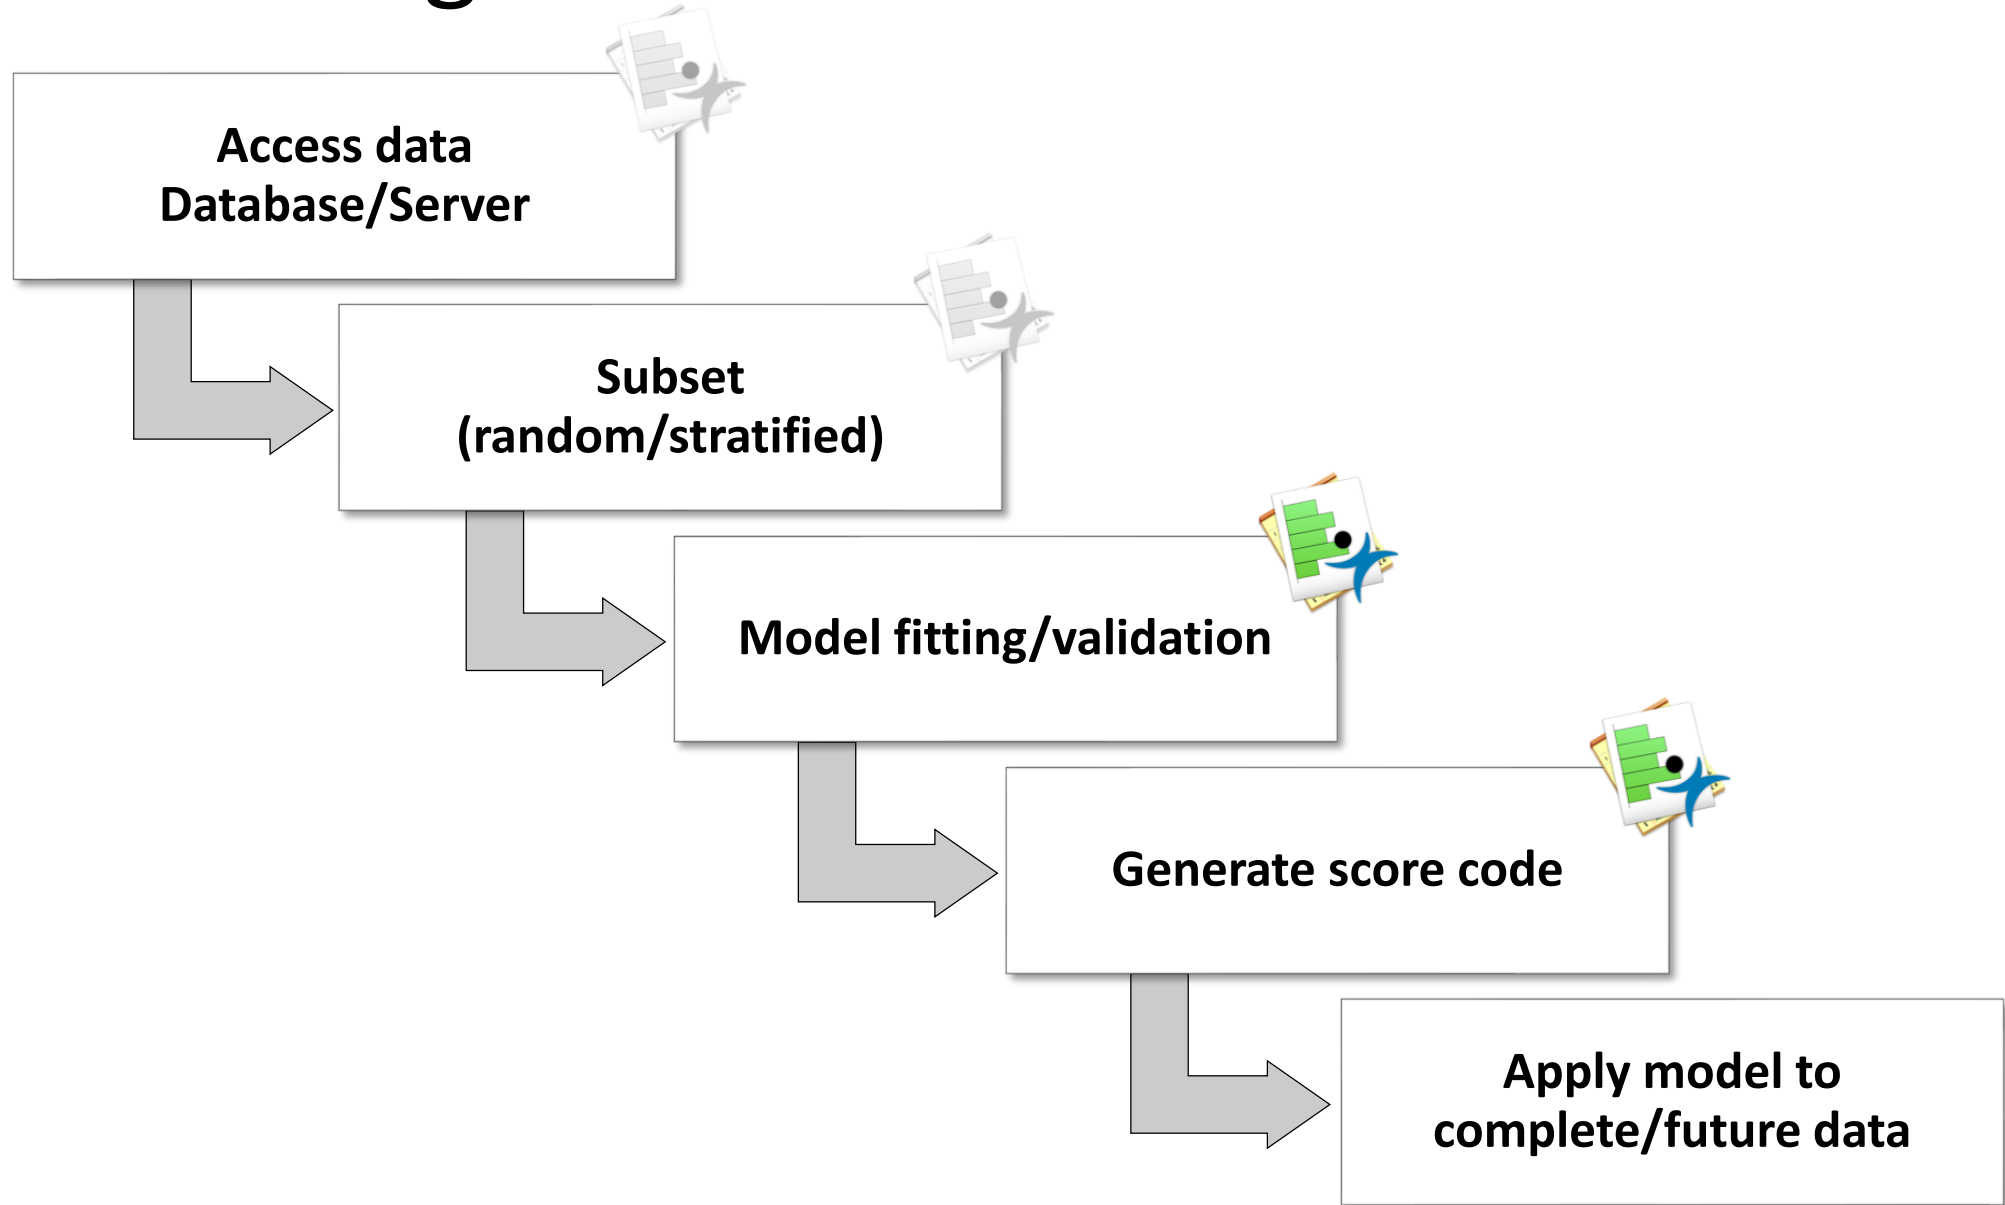 Access data
Database/Server
Subset
(random/stratified)
Model fitting/validation
Generate score code
Apply model to
complete/future data